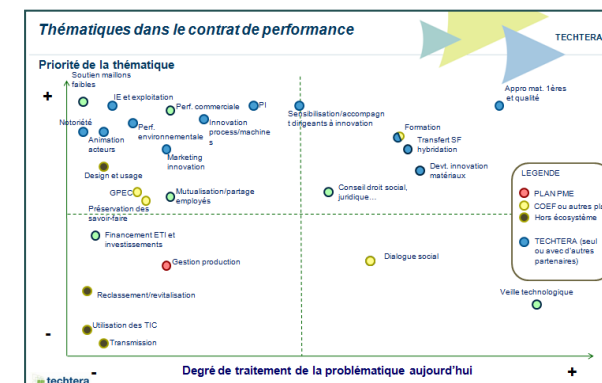 Thématiques dans le contrat de performance
TECHTERA
Priorité de la thématique
Soutien maillons
faibles
+
IE et exploitation
Perf. commerciale
PI
Sensibilisation/accompagn
t dirigeants à innovation
Appro mat. 1ères
et qualité
Notoriété
Animation
acteurs
Perf.
environnementale
Innovation
process/machine
s
Formation
Transfert SF
hybridation
Marketing
innovation
Devt. innovation
matériaux
Design et usage
GPEC
Mutualisation/partage
employés
Conseil droit social,
juridique...
Préservation des
savoir-faire
LEGENDE
PLAN PME
COEF ou autres pla
Hors écosystème
TECHTERA (seul
ou avec d'autres
partenaires)
Financement ETI et
investissements
Gestion production
Dialogue social
Reclassement/revitalisation
Veille technologique
Utilisation des TIC
Transmission
-
-
Degré de traitement de la problématique aujourd'hui
+
techtera